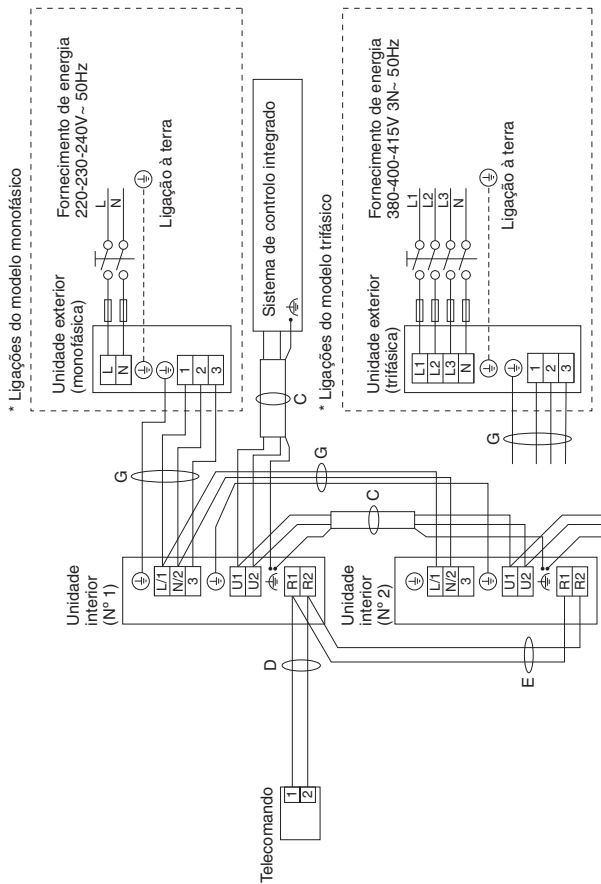 * Ligações do modelo monofásico
Unidade exterior
(monofásica)
Fornecimento de energia
220-230-240V~ 50Hz
L
N
L
N
Ligação à terra
1
2
3
G
Sistema de controlo integrado
C
G
C
Unidade
interior
(Nº 1)
L/1
N/2
3
U1
U2
R1
R2
D
Telecomando
1
2
E
* Ligações do modelo trifásico
Unidade exterior
(trifásica)
Fornecimento de energia
380-400-415V 3N~ 50Hz
L1
L2
L3
N
L1
L2
L3
N
Ligação à terra
1
2
3
G
Unidade
interior
(Nº 2)
L/1
N/2
3
U1
U2
R1
R2